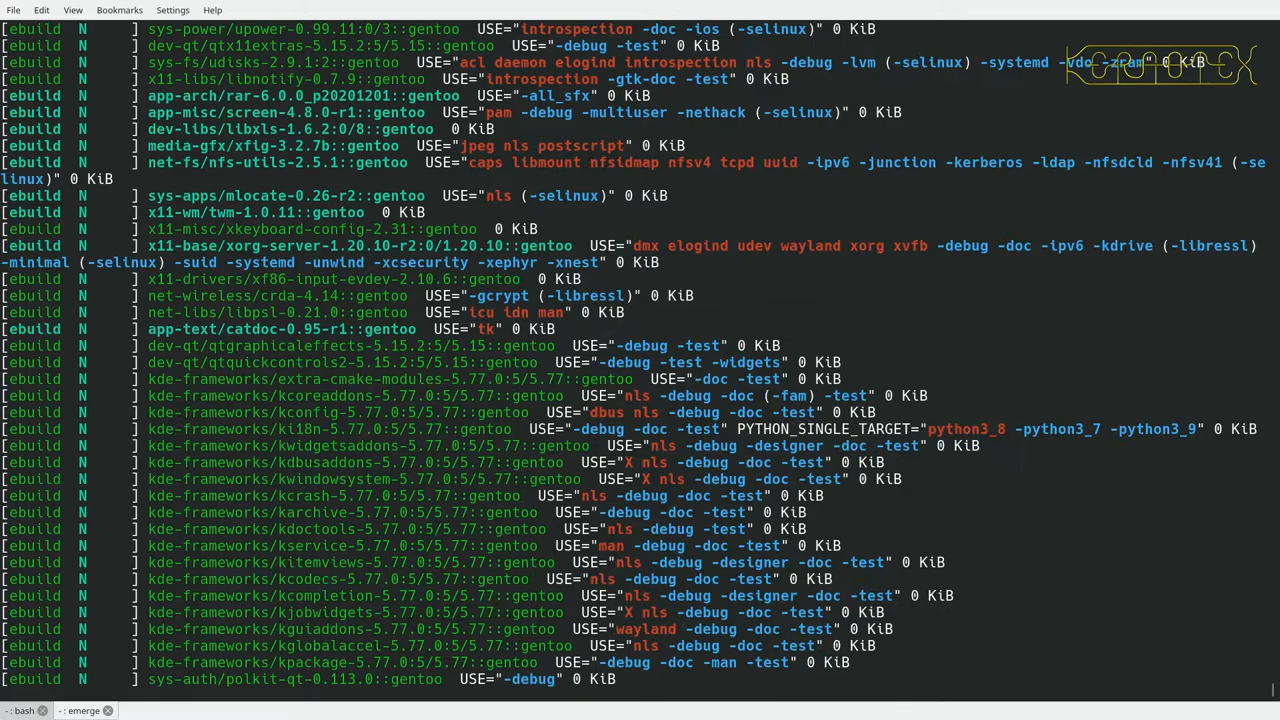 File Edit View Bookmarks Settings Help
[ebuild  N     ] sys-power/upower-0.99.11:0/3::gentoo  USE="introspection -doc -ios (-selinux)" 0 KiB
[ebuild  N     ] dev-qt/qtx11extras-5.15.2:5/5.15::gentoo  USE="-debug -test" 0 KiB
[ebuild  N     ] sys-fs/udisks-2.9.1:2::gentoo  USE="acl daemon elogind introspection nls -debug -lvm (-selinux) -systemd -vdo -zram" 0 KiB
[ebuild  N     ] x11-libs/libnotify-0.7.9::gentoo  USE="introspection -gtk-doc -test" 0 KiB
[ebuild  N     ] app-arch/rar-6.0.0_p20201201::gentoo  USE="-all_sfx" 0 KiB
[ebuild  N     ] app-misc/screen-4.8.0-r1::gentoo  USE="pam -debug -multiuser -nethack (-selinux)" 0 KiB
[ebuild  N     ] dev-libs/libxls-1.6.2:0/8::gentoo  0 KiB
[ebuild  N     ] media-gfx/xfig-3.2.7b::gentoo  USE="jpeg nls postscript" 0 KiB
[ebuild  N     ] net-fs/nfs-utils-2.5.1::gentoo  USE="caps libmount nfsidmap nfsv4 tcpd uuid -ipv6 -junction -kerberos -ldap -nfsdcld -nfsv41 (-se
linux)" 0 KiB
[ebuild  N     ] sys-apps/mlocate-0.26-r2::gentoo  USE="nls (-selinux)" 0 KiB
[ebuild  N     ] x11-wm/twm-1.0.11::gentoo  0 KiB
[ebuild  N     ] x11-misc/xkeyboard-config-2.31::gentoo  0 KiB
[ebuild  N     ] x11-base/xorg-server-1.20.10-r2:0/1.20.10::gentoo  USE="dmx elogind udev wayland xorg xvfb -debug -doc -ipv6 -kdrive (-libressl)
-minimal (-selinux) -suid -systemd -unwind -xcsecurity -xephyr -xnest" 0 KiB
[ebuild  N     ] x11-drivers/xf86-input-evdev-2.10.6::gentoo  0 KiB
[ebuild  N     ] net-wireless/crda-4.14::gentoo  USE="-gcrypt (-libressl)" 0 KiB
[ebuild  N     ] net-libs/libpsl-0.21.0::gentoo  USE="icu idn man" 0 KiB
[ebuild  N     ] app-text/catdoc-0.95-r1::gentoo  USE="tk" 0 KiB
[ebuild  N     ] dev-qt/qtgraphicaleffects-5.15.2:5/5.15::gentoo  USE="-debug -test" 0 KiB
[ebuild  N     ] dev-qt/qtquickcontrols2-5.15.2:5/5.15::gentoo  USE="-debug -test -widgets" 0 KiB
[ebuild  N     ] kde-frameworks/extra-cmake-modules-5.77.0:5/5.77::gentoo  USE="-doc -test" 0 KiB
[ebuild  N     ] kde-frameworks/kcoreaddons-5.77.0:5/5.77::gentoo  USE="nls -debug -doc (-fam) -test" 0 KiB
[ebuild  N     ] kde-frameworks/kconfig-5.77.0:5/5.77::gentoo  USE="dbus nls -debug -doc -test" 0 KiB
[ebuild  N     ] kde-frameworks/ki18n-5.77.0:5/5.77::gentoo  USE="-debug -doc -test" PYTHON_SINGLE_TARGET="python3_8 -python3_7 -python3_9" 0 KiB
[ebuild  N     ] kde-frameworks/kwidgetsaddons-5.77.0:5/5.77::gentoo  USE="nls -debug -designer -doc -test" 0 KiB
[ebuild  N     ] kde-frameworks/kdbusaddons-5.77.0:5/5.77::gentoo  USE="X nls -debug -doc -test" 0 KiB
[ebuild  N     ] kde-frameworks/kwindowsystem-5.77.0:5/5.77::gentoo  USE="X nls -debug -doc -test" 0 KiB
[ebuild  N     ] kde-frameworks/kcrash-5.77.0:5/5.77::gentoo  USE="nls -debug -doc -test" 0 KiB
[ebuild  N     ] kde-frameworks/karchive-5.77.0:5/5.77::gentoo  USE="-debug -doc -test" 0 KiB
[ebuild  N     ] kde-frameworks/kdoctools-5.77.0:5/5.77::gentoo  USE="nls -debug -doc -test" 0 KiB
[ebuild  N     ] kde-frameworks/kservice-5.77.0:5/5.77::gentoo  USE="man -debug -doc -test" 0 KiB
[ebuild  N     ] kde-frameworks/kitemviews-5.77.0:5/5.77::gentoo  USE="nls -debug -designer -doc -test" 0 KiB
[ebuild  N     ] kde-frameworks/kcodecs-5.77.0:5/5.77::gentoo  USE="nls -debug -doc -test" 0 KiB
[ebuild  N     ] kde-frameworks/kcompletion-5.77.0:5/5.77::gentoo  USE="nls -debug -designer -doc -test" 0 KiB
[ebuild  N     ] kde-frameworks/kjobwidgets-5.77.0:5/5.77::gentoo  USE="X nls -debug -doc -test" 0 KiB
[ebuild  N     ] kde-frameworks/kguiaddons-5.77.0:5/5.77::gentoo  USE="wayland -debug -doc -test" 0 KiB
[ebuild  N     ] kde-frameworks/kglobalaccel-5.77.0:5/5.77::gentoo  USE="nls -debug -doc -test" 0 KiB
[ebuild  N     ] kde-frameworks/kpackage-5.77.0:5/5.77::gentoo  USE="-debug -doc -man -test" 0 KiB
[ebuild  N     ] sys-auth/polkit-qt-0.113.0::gentoo  USE="-debug" 0 KiB
- : bash - : emerge